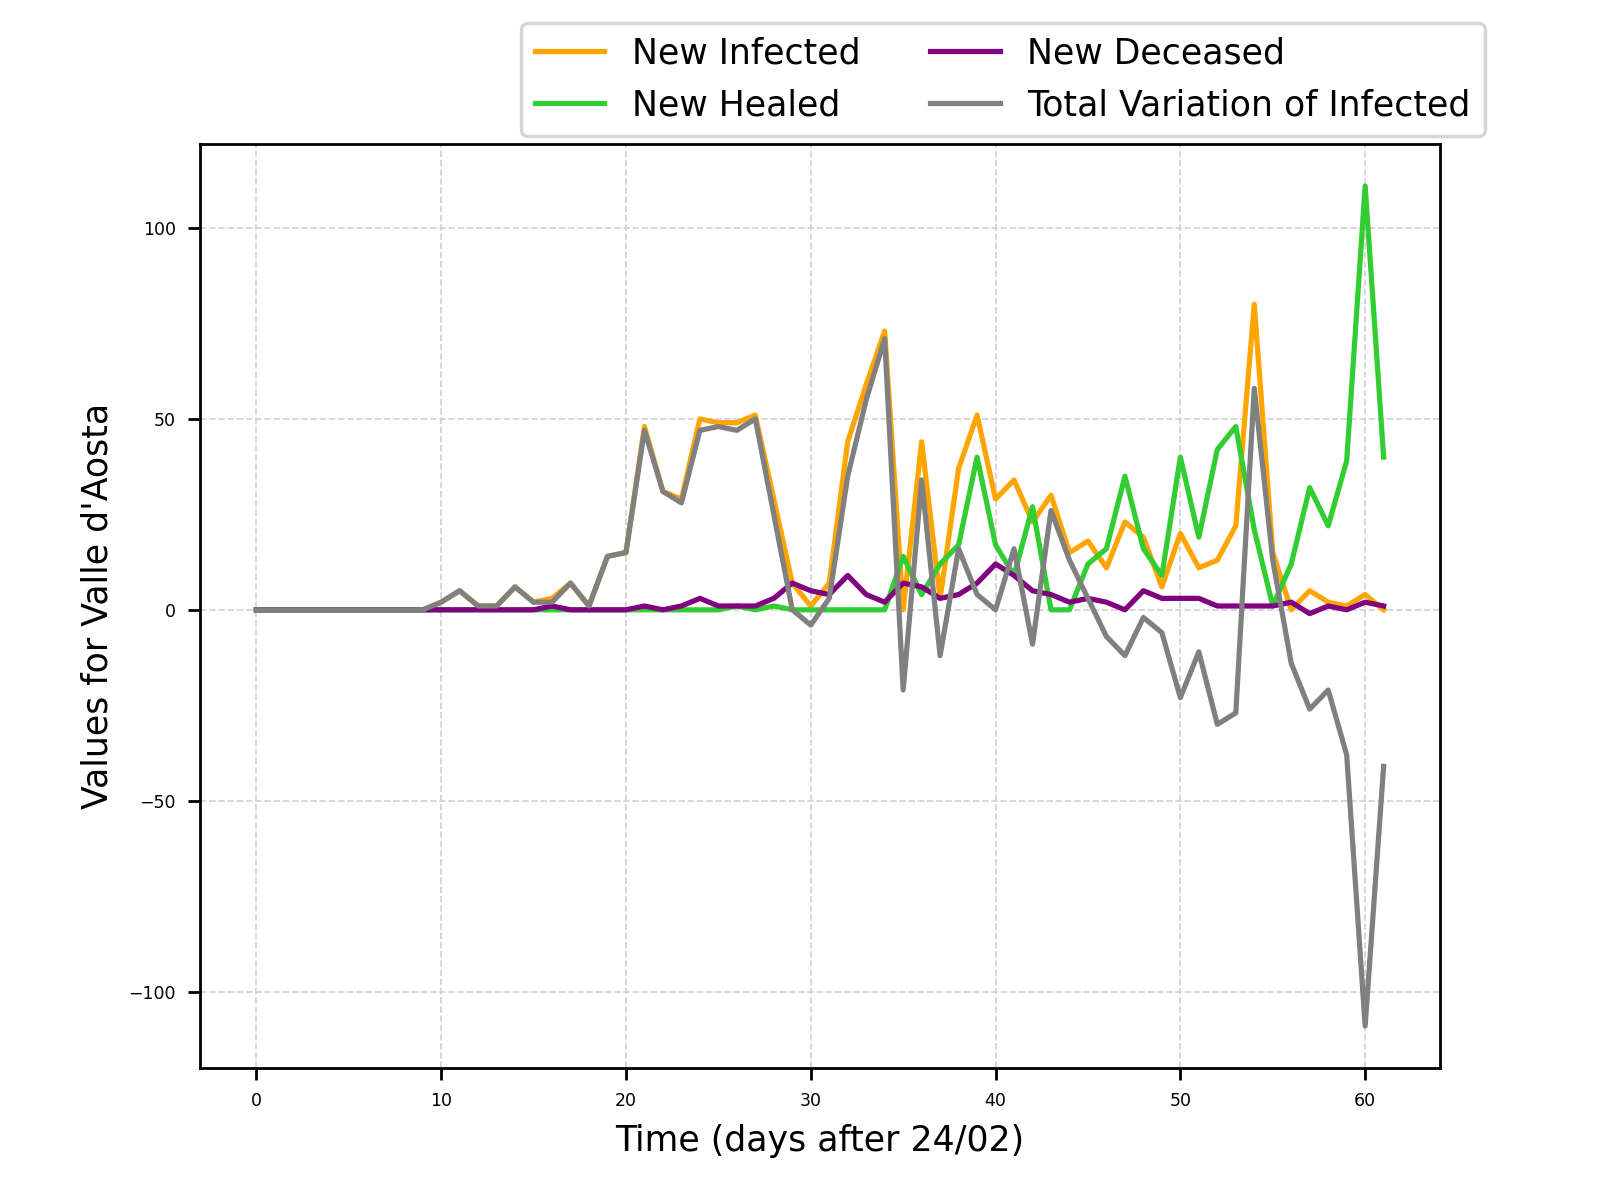 New Infected
New Healed
New Deceased
Total Variation of Infected
Values for Valle d'Aosta
100
50
0
−50
−100
0 10 20 30 40 50 60
Time (days after 24/02)